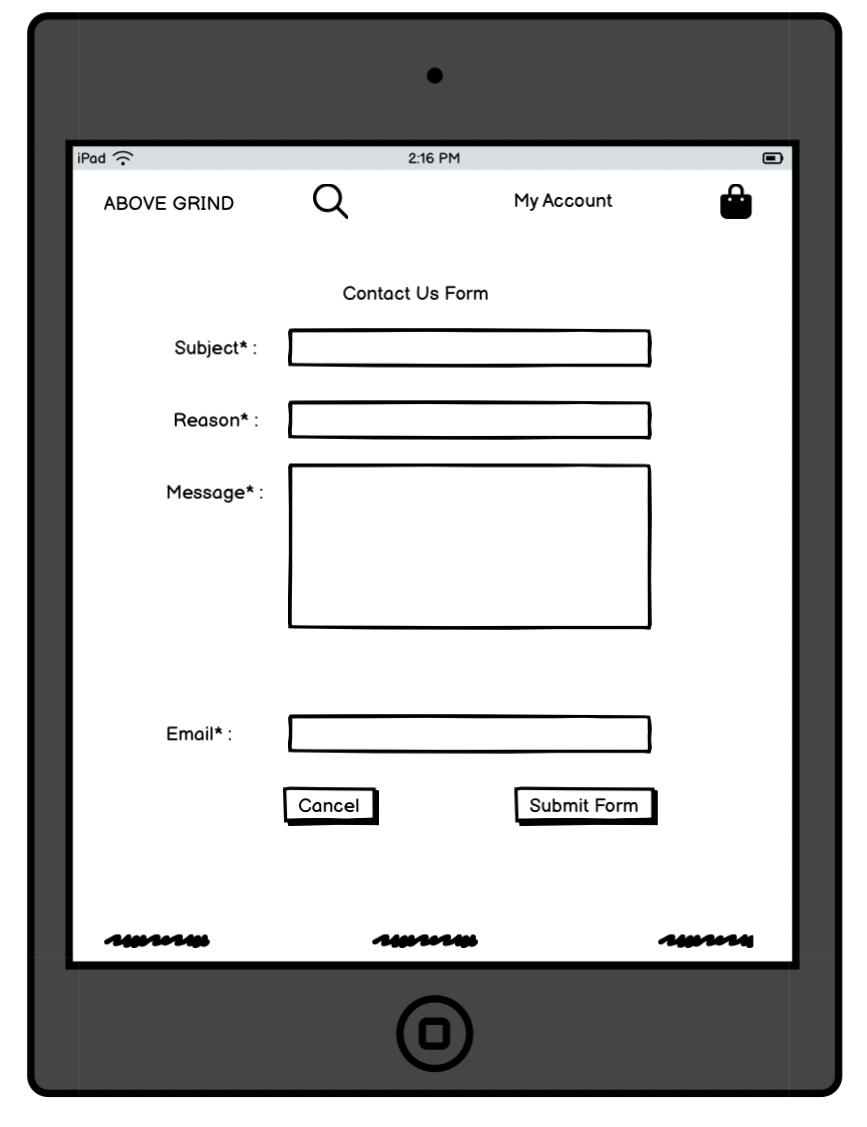 iPad 2:16 PM
ABOVE GRIND My Account
Contact Us Form
Subject* :
Reason* :
Message* :
Email* :
Cancel Submit Form